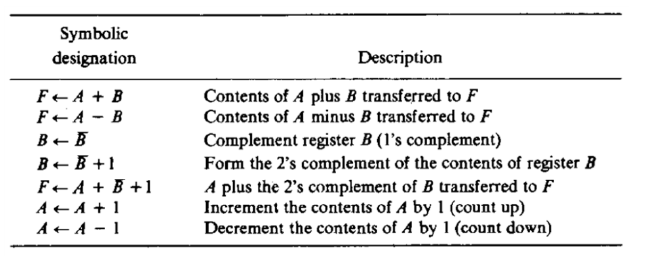 Symbolic
designation Description
F ← A + B Contents of A plus B transferred to F
F ← A − B Contents of A minus B transferred to F
B ← B̅ Complement register B (1's complement)
B ← B̅ + 1 Form the 2's complement of the contents of register B
F ← A + B̅ + 1 A plus the 2's complement of B transferred to F
A ← A + 1 Increment the contents of A by 1 (count up)
A ← A − 1 Decrement the contents of A by 1 (count down)